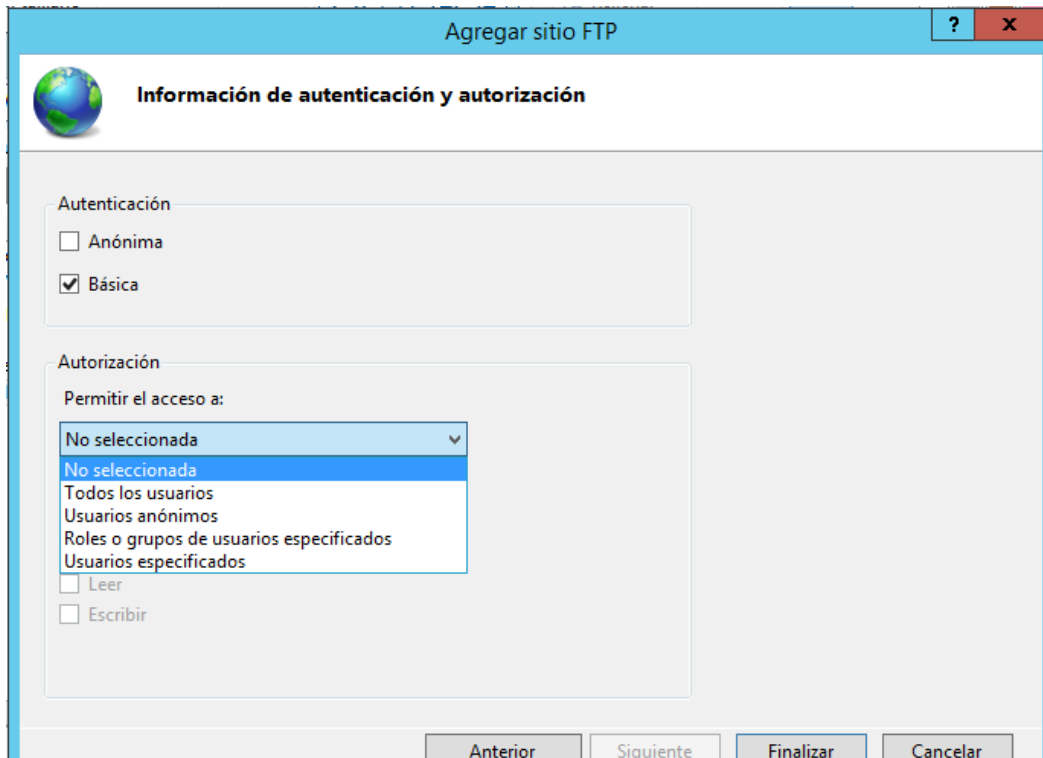 Agregar sitio FTP
?
x
Información de autenticación y autorización
Autenticación
Anónima
Básica
Autorización
Permitir el acceso a:
No seleccionada
No seleccionada
Todos los usuarios
Usuarios anónimos
Roles o grupos de usuarios especificados
Usuarios especificados
Leer
Escribir
Anterior
Siguiente
Finalizar
Cancelar